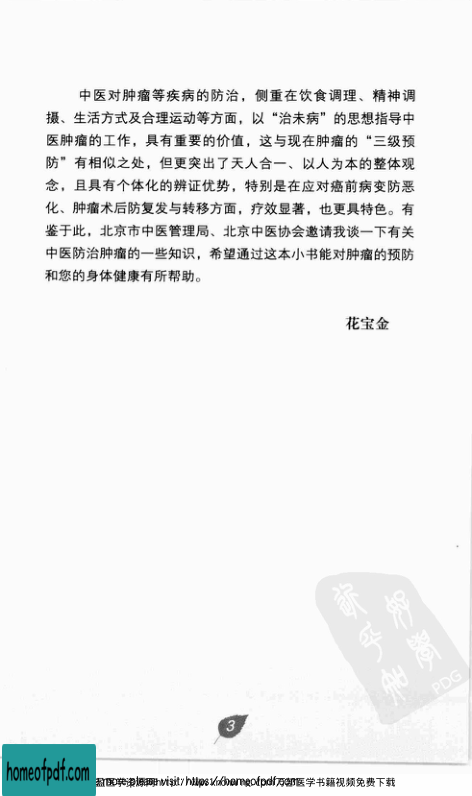 中医对肿瘤等疾病的防治，侧重在饮食调理、精神调
摄、生活方式及合理运动等方面，以“治未病”的思想指导中
医肿瘤的工作，具有重要的价值，这与现在肿瘤的“三级预
防”有相似之处，但更突出了天人合一、以人为本的整体观
念，且具有个体化的辨证优势，特别是在应对癌前病变防恶
化、肿瘤术后防复发与转移方面，疗效显著，也更具特色。有
鉴于此，北京市中医管理局、北京中医协会邀请我谈一下有关
中医防治肿瘤的一些知识，希望通过这本小书能对肿瘤的预防
和您的身体健康有所帮助。
花宝金
好学
知
PDG
3
homeofpdf.com
please visit: https://homeofpdf.com
医学书籍视频免费下载